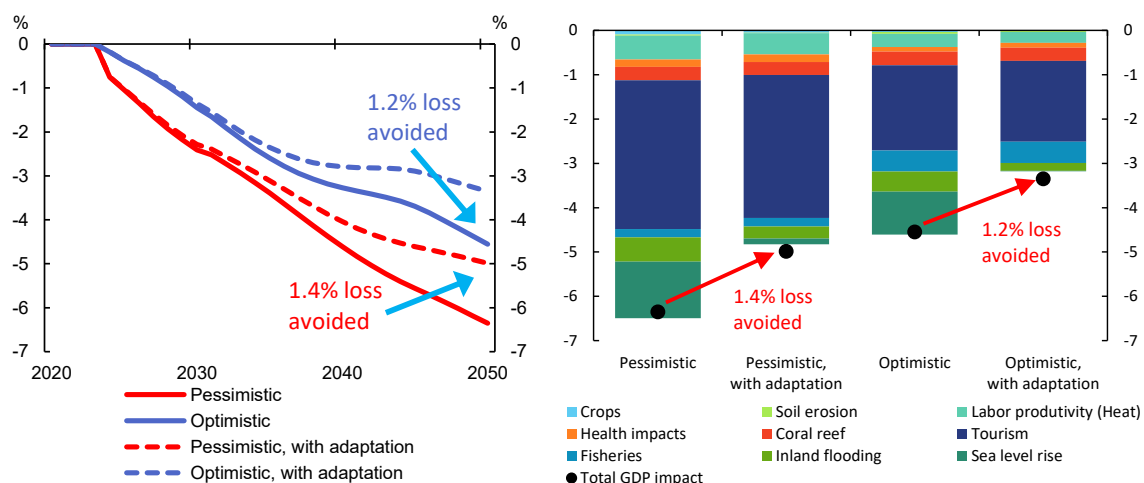 % %
0 0
-1 -1
-2 -2
-3 -3
-4 -4
-5 -5
-6 -6
-7 -7
1.2% loss
avoided
1.4% loss
avoided
2020 2030 2040 2050
Pessimistic
Optimistic
Pessimistic, with adaptation
Optimistic, with adaptation
0 0
-1 -1
-2 -2
-3 -3
-4 -4
-5 -5
-6 -6
-7 -7
1.4% loss
avoided
1.2% loss
avoided
Pessimistic Pessimistic, Optimistic Optimistic,
with adaptation with adaptation
Crops Soil erosion Labor produtivity (Heat)
Health impacts Coral reef Tourism
Fisheries Inland flooding Sea level rise
Total GDP impact